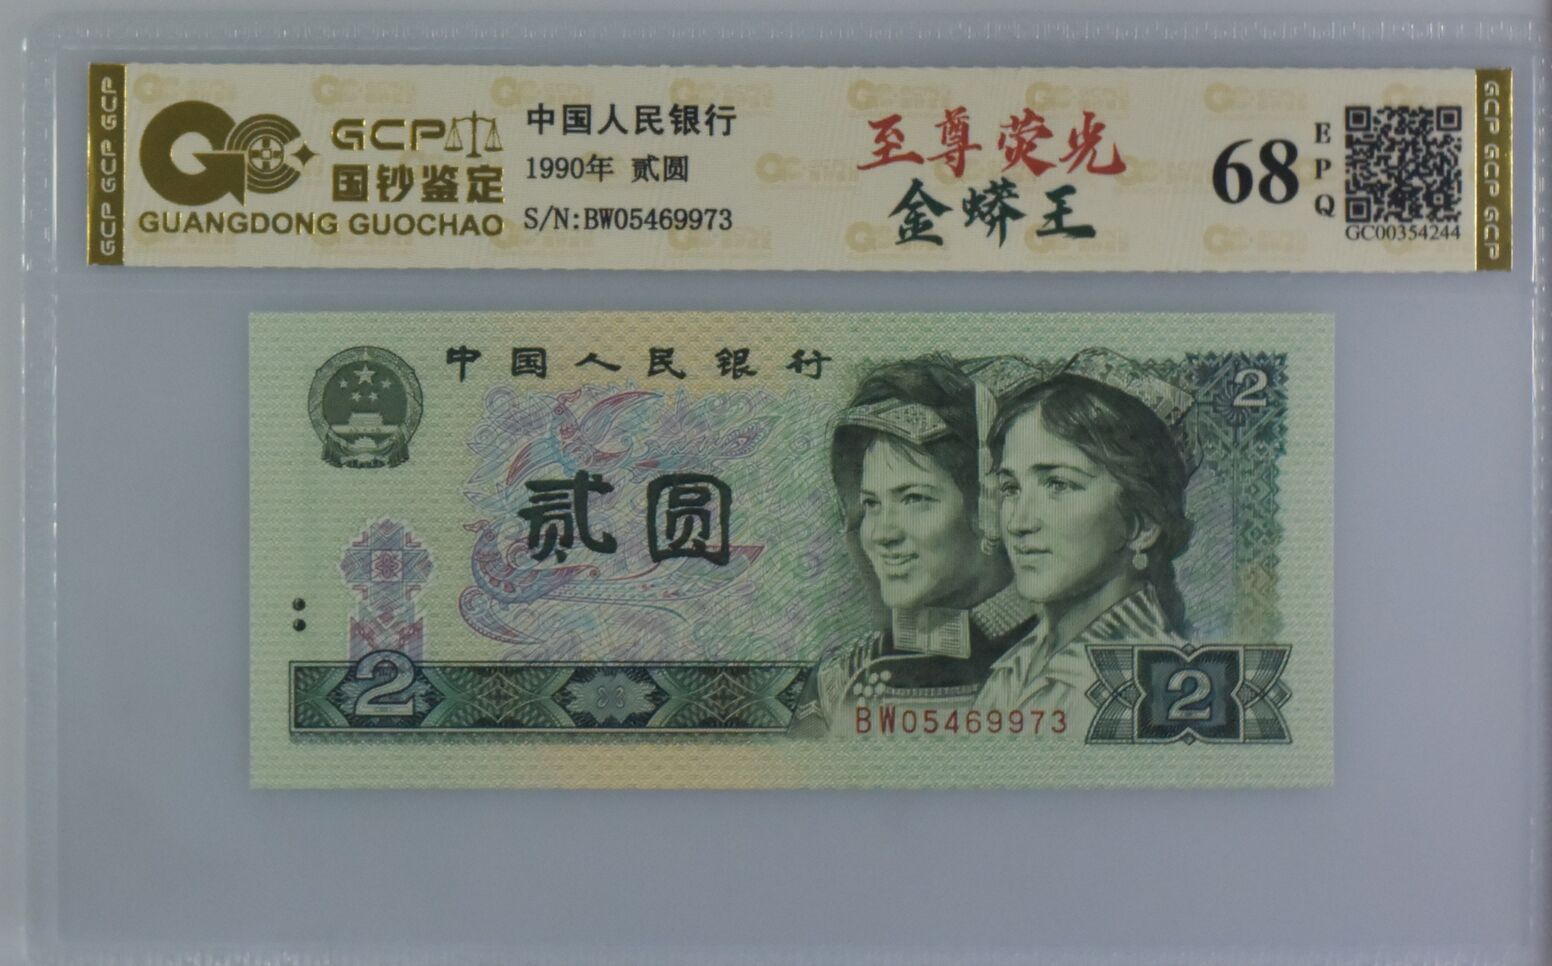 GCP GCP GCP
GCP
国钞鉴定
GUANGDONG GUOCHAO
中国人民银行
1990年 贰圆
S/N:BW05469973
至尊荧光
金蟒王
68
EPQ
GC00354244
GCP GCP GCP
中国人民银行
2
贰圆
2
BW05469973
2